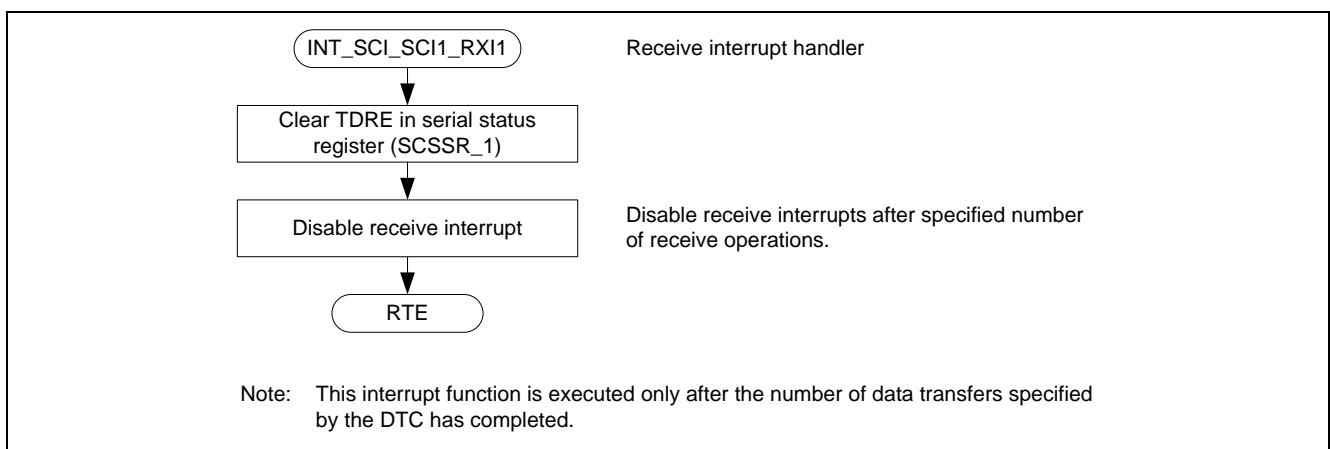 INT_SCI_SCI1_RXI1
Receive interrupt handler
Clear TDRE in serial status
register (SCSSR_1)
Disable receive interrupt
Disable receive interrupts after specified number
of receive operations.
RTE
Note: This interrupt function is executed only after the number of data transfers specified
by the DTC has completed.